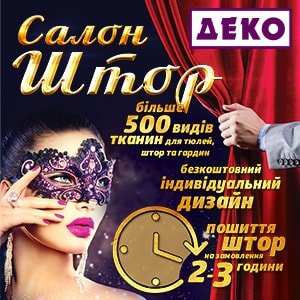 Салон
ДЕКО
Штор
більше
500 видів
тканин для тюлей,
штор та гардин
безкоштовний
індивідуальний
дизайн
пошиття
штор
на замовлення
2-3 години